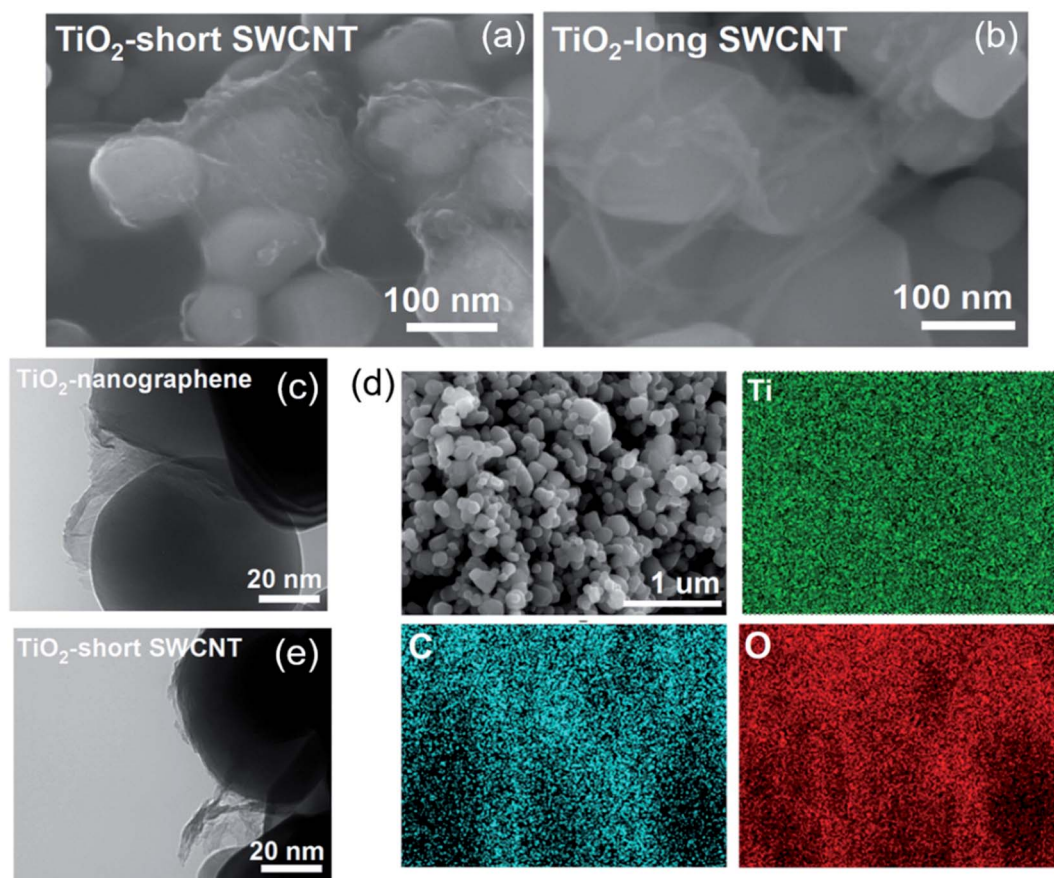 TiO₂-short SWCNT (a)
100 nm
TiO₂-long SWCNT (b)
100 nm
TiO₂-nanographene (c)
20 nm
(d)
1 um
Ti
C
O
TiO₂-short SWCNT (e)
20 nm